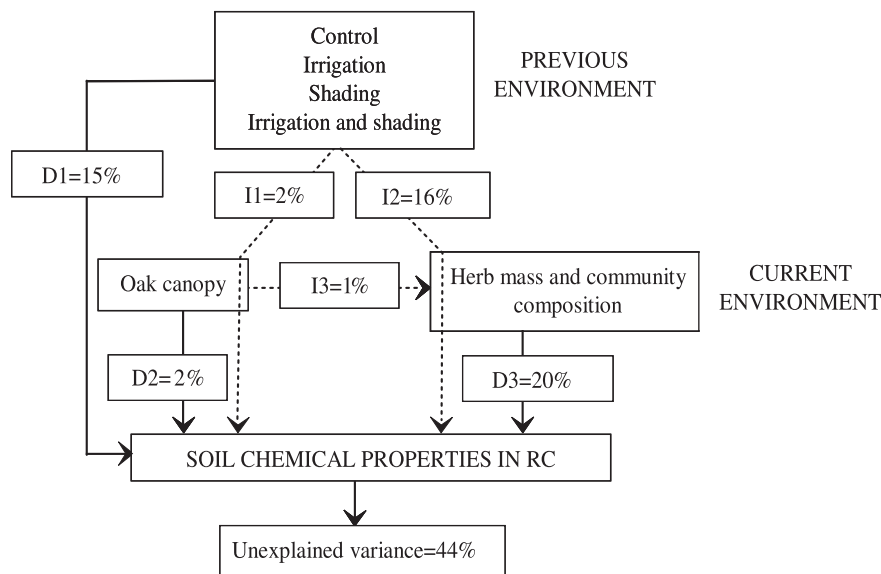 Control
Irrigation
Shading
Irrigation and shading
PREVIOUS
ENVIRONMENT
D1=15%
I1=2%
I2=16%
Oak canopy
I3=1%
Herb mass and community
composition
CURRENT
ENVIRONMENT
D2=2%
D3=20%
SOIL CHEMICAL PROPERTIES IN RC
Unexplained variance=44%